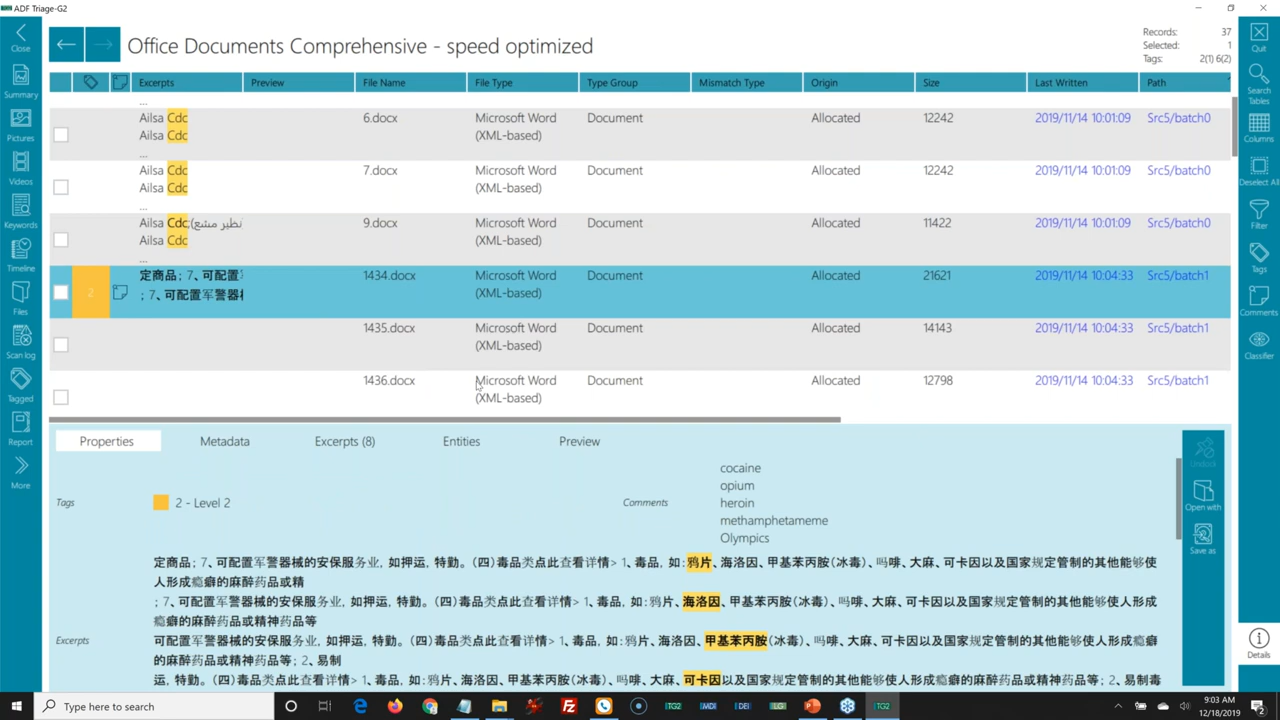 ADF Triage-G2
Close
Summary
Pictures
Videos
Keywords
Timeline
Files
Scan log
Tagged
Report
More
Office Documents Comprehensive - speed optimized
Records: 37
Selected: 1
Tags: 2(1) 6(2)
Excerpts Preview File Name File Type Type Group Mismatch Type Origin Size Last Written Path
...
Ailsa Cdc 6.docx Microsoft Word Document Allocated 12242 2019/11/14 10:01:09 Src5/batch0
Ailsa Cdc (XML-based)
...
Ailsa Cdc 7.docx Microsoft Word Document Allocated 12242 2019/11/14 10:01:09 Src5/batch0
Ailsa Cdc (XML-based)
...
Ailsa Cdc,(نظير مشع) 9.docx Microsoft Word Document Allocated 11422 2019/11/14 10:01:09 Src5/batch0
Ailsa Cdc (XML-based)
...
2 定商品; 7、可配置 1434.docx Microsoft Word Document Allocated 21621 2019/11/14 10:04:33 Src5/batch1
; 7、可配置军警器械 (XML-based)
1435.docx Microsoft Word Document Allocated 14143 2019/11/14 10:04:33 Src5/batch1
(XML-based)
1436.docx Microsoft Word Document Allocated 12798 2019/11/14 10:04:33 Src5/batch1
(XML-based)
Properties Metadata Excerpts (8) Entities Preview
Tags 2 - Level 2
Comments
cocaine
opium
heroin
methamphetameme
Olympics
Excerpts
定商品; 7、可配置军警器械的安保服务业, 如押运, 特勤。(四)毒品类点此查看详情> 1、毒品, 如:鸦片、海洛因、甲基苯丙胺(冰毒)、吗啡、大麻、可卡因以及国家规定管制的其他能够使
人形成瘾癖的麻醉药品或精
; 7、可配置军警器械的安保服务业, 如押运, 特勤。(四)毒品类点此查看详情> 1、毒品, 如:鸦片、海洛因、甲基苯丙胺(冰毒)、吗啡、大麻、可卡因以及国家规定管制的其他能够使人形成
瘾癖的麻醉药品或精神药品等
可配置军警器械的安保服务业, 如押运, 特勤。(四)毒品类点此查看详情> 1、毒品, 如:鸦片、海洛因、甲基苯丙胺(冰毒)、吗啡、大麻、可卡因以及国家规定管制的其他能够使人形成瘾癖
的麻醉药品或精神药品等; 2、易制
运, 特勤。(四)毒品类点此查看详情> 1、毒品, 如:鸦片、海洛因、甲基苯丙胺(冰毒)、吗啡、大麻、可卡因以及国家规定管制的其他能够使人形成瘾癖的麻醉药品或精神药品等; 2、易制毒
Undock
Open with
Save as
Quit
Search
Tables
Columns
Deselect All
Filter
Tags
Comments
Classifier
Details
Type here to search
TG2 MDI DEI TG2
9:03 AM
12/18/2019
2